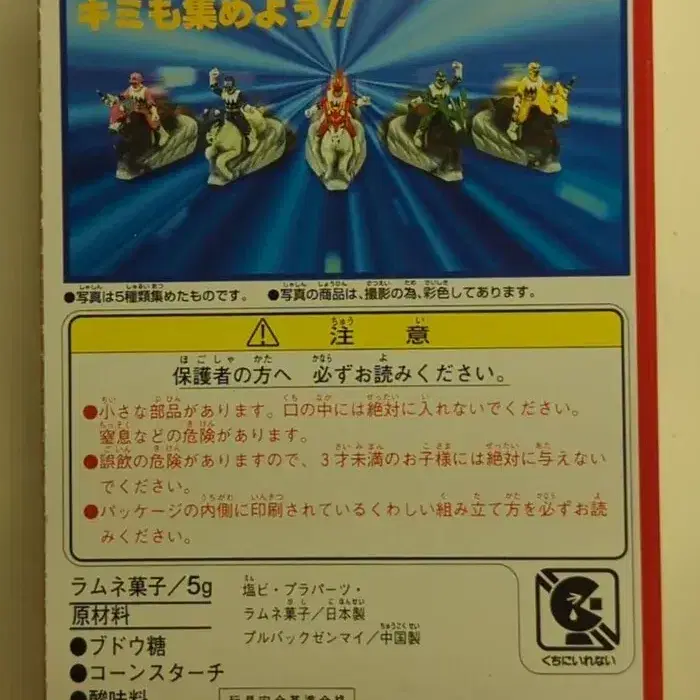 キミも集めよう!!
●写真は5種類集めたものです。 ●写真の商品は、撮影の為、彩色してあります。
注意
保護者の方へ 必ずお読みください。
●小さな部品があります。口の中には絶対に入れないでください。
窒息などの危険があります。
●誤飲の危険がありますので、3才未満のお子様には絶対に与えない
でください。
●パッケージの内側に印刷されているくわしい組み立て方を必ずお読
みください。
ラムネ菓子/5g
原材料
●ブドウ糖
●コーンスターチ
●酸味料
塩ビ・プラパーツ・
ラムネ菓子/日本製
プルバックゼンマイ/中国製
玩具安全基準合格
くちにいれない